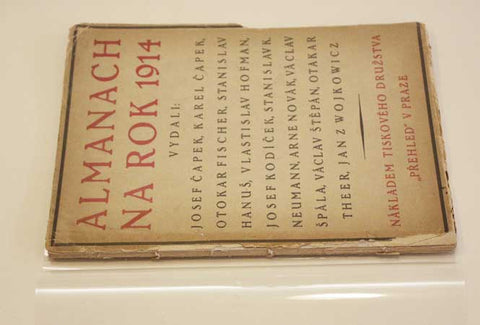 ALMANACH
NA ROK 1914
VYDALI:
JOSEF ČAPEK, KAREL ČAPEK,
OTOKAR FISCHER, STANISLAV
HANUŠ, VLASTISLAV HOFMAN,
JOSEF KODÍČEK, STANISLAV K.
NEUMANN, ARNE NOVÁK, VÁCLAV
ŠPÁLA, VÁCLAV ŠTĚPÁN, OTAKAR
THEER, JAN Z WOJKOWICZ
NÁKLADEM TISKOVÉHO DRUŽSTVA
„PŘEHLED" V PRAZE